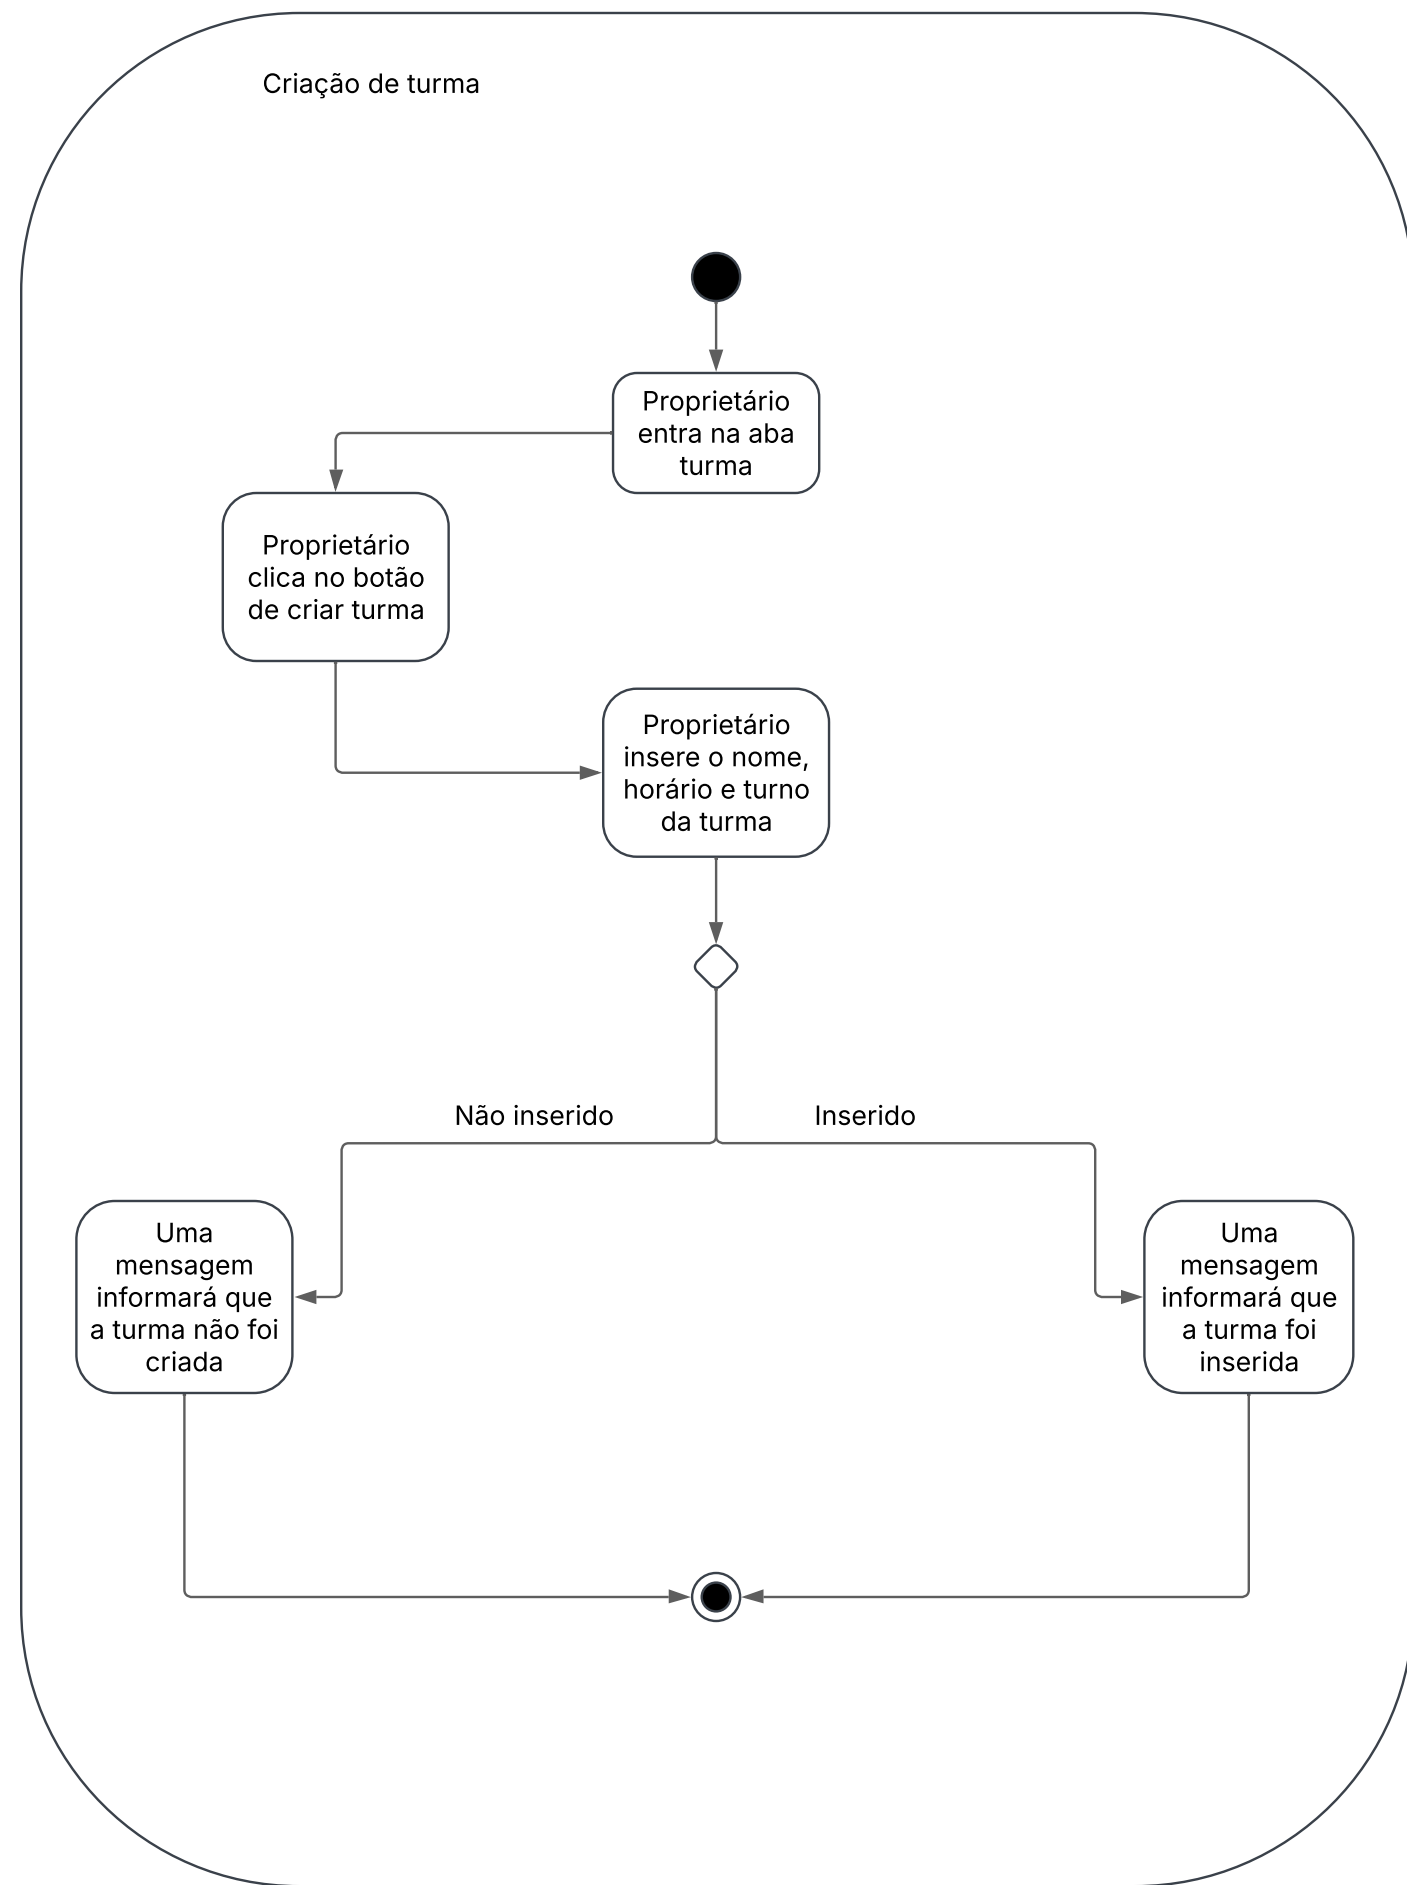 Criação de turma
Proprietário
entra na aba
turma
Proprietário
clica no botão
de criar turma
Proprietário
insere o nome,
horário e turno
da turma
Não inserido
Inserido
Uma
mensagem
informará que
a turma não foi
criada
Uma
mensagem
informará que
a turma foi
inserida